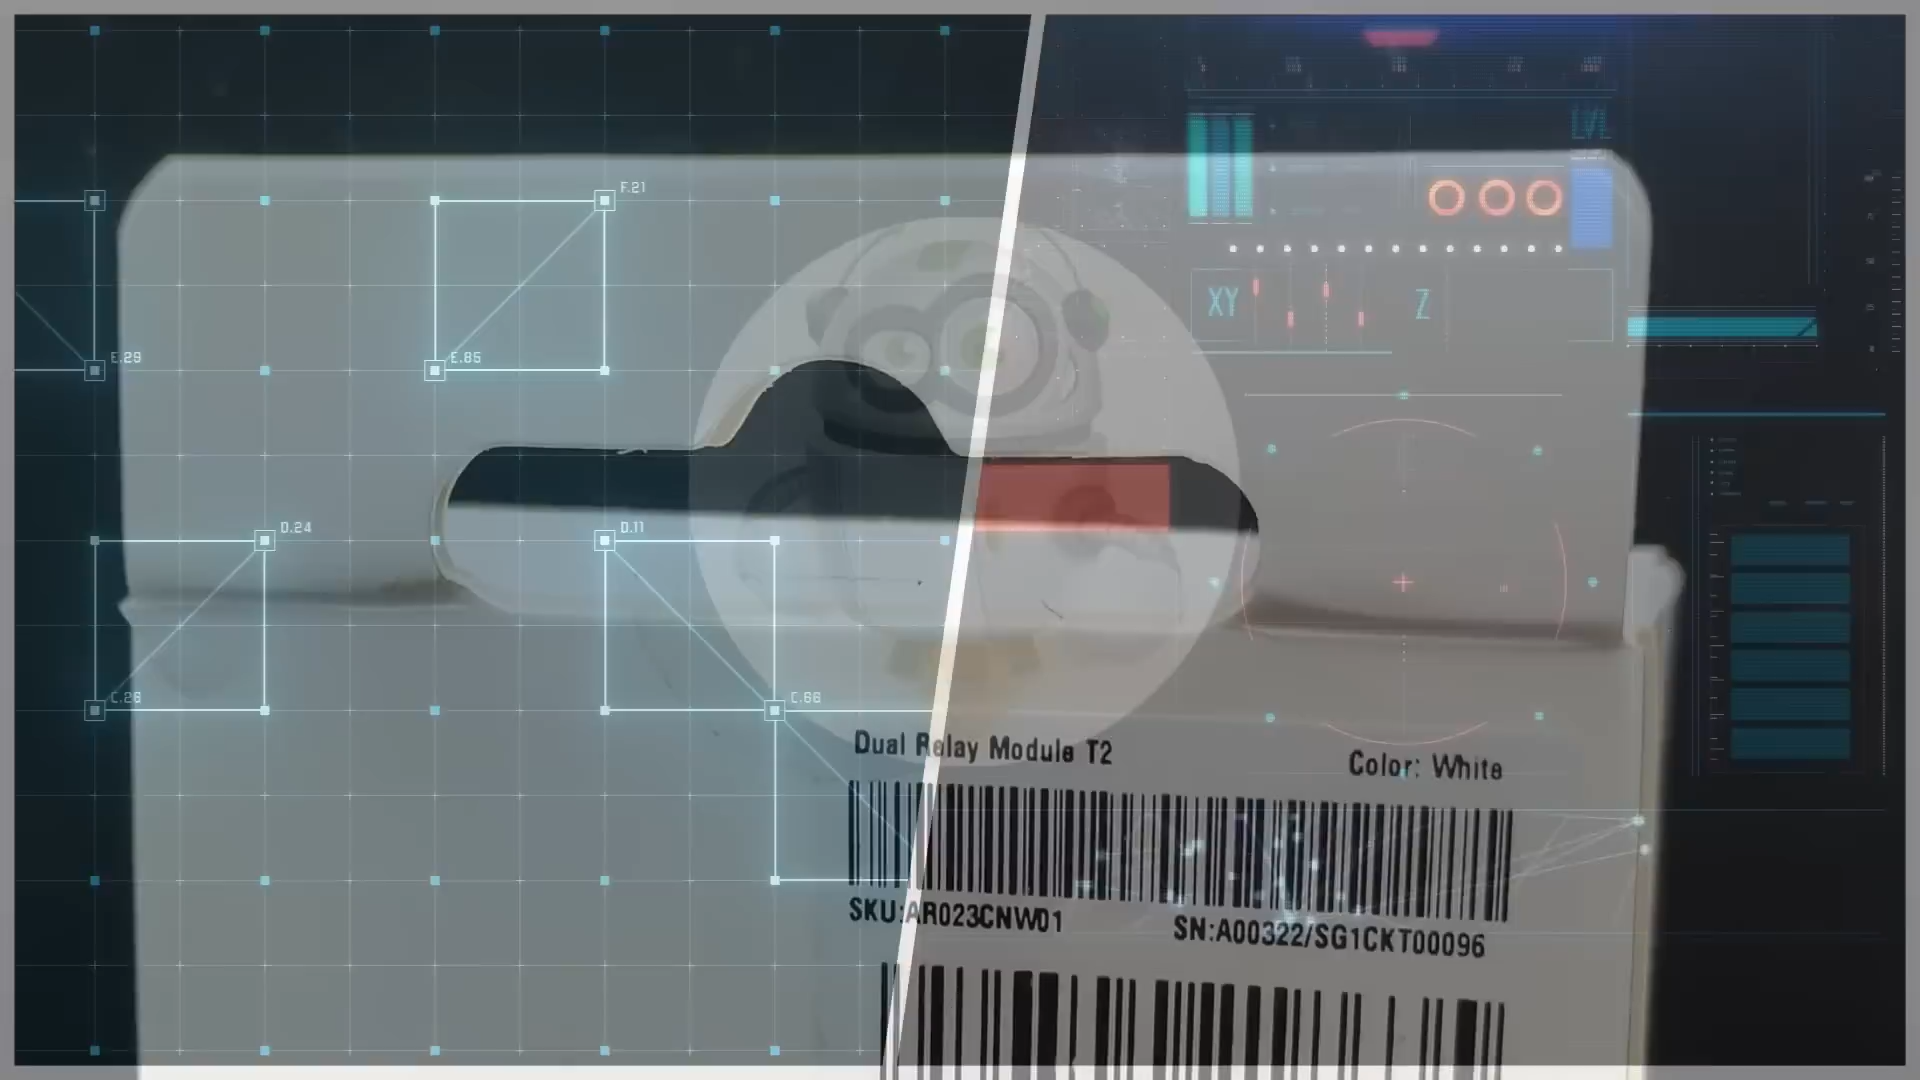 LVL
F.21
XY Z
E.29
E.85
D.24
D.11
C.28
C.66
Dual Relay Module T2
Color: White
SKU:AR023CNW01
SN:A00322/SG1CKT00096